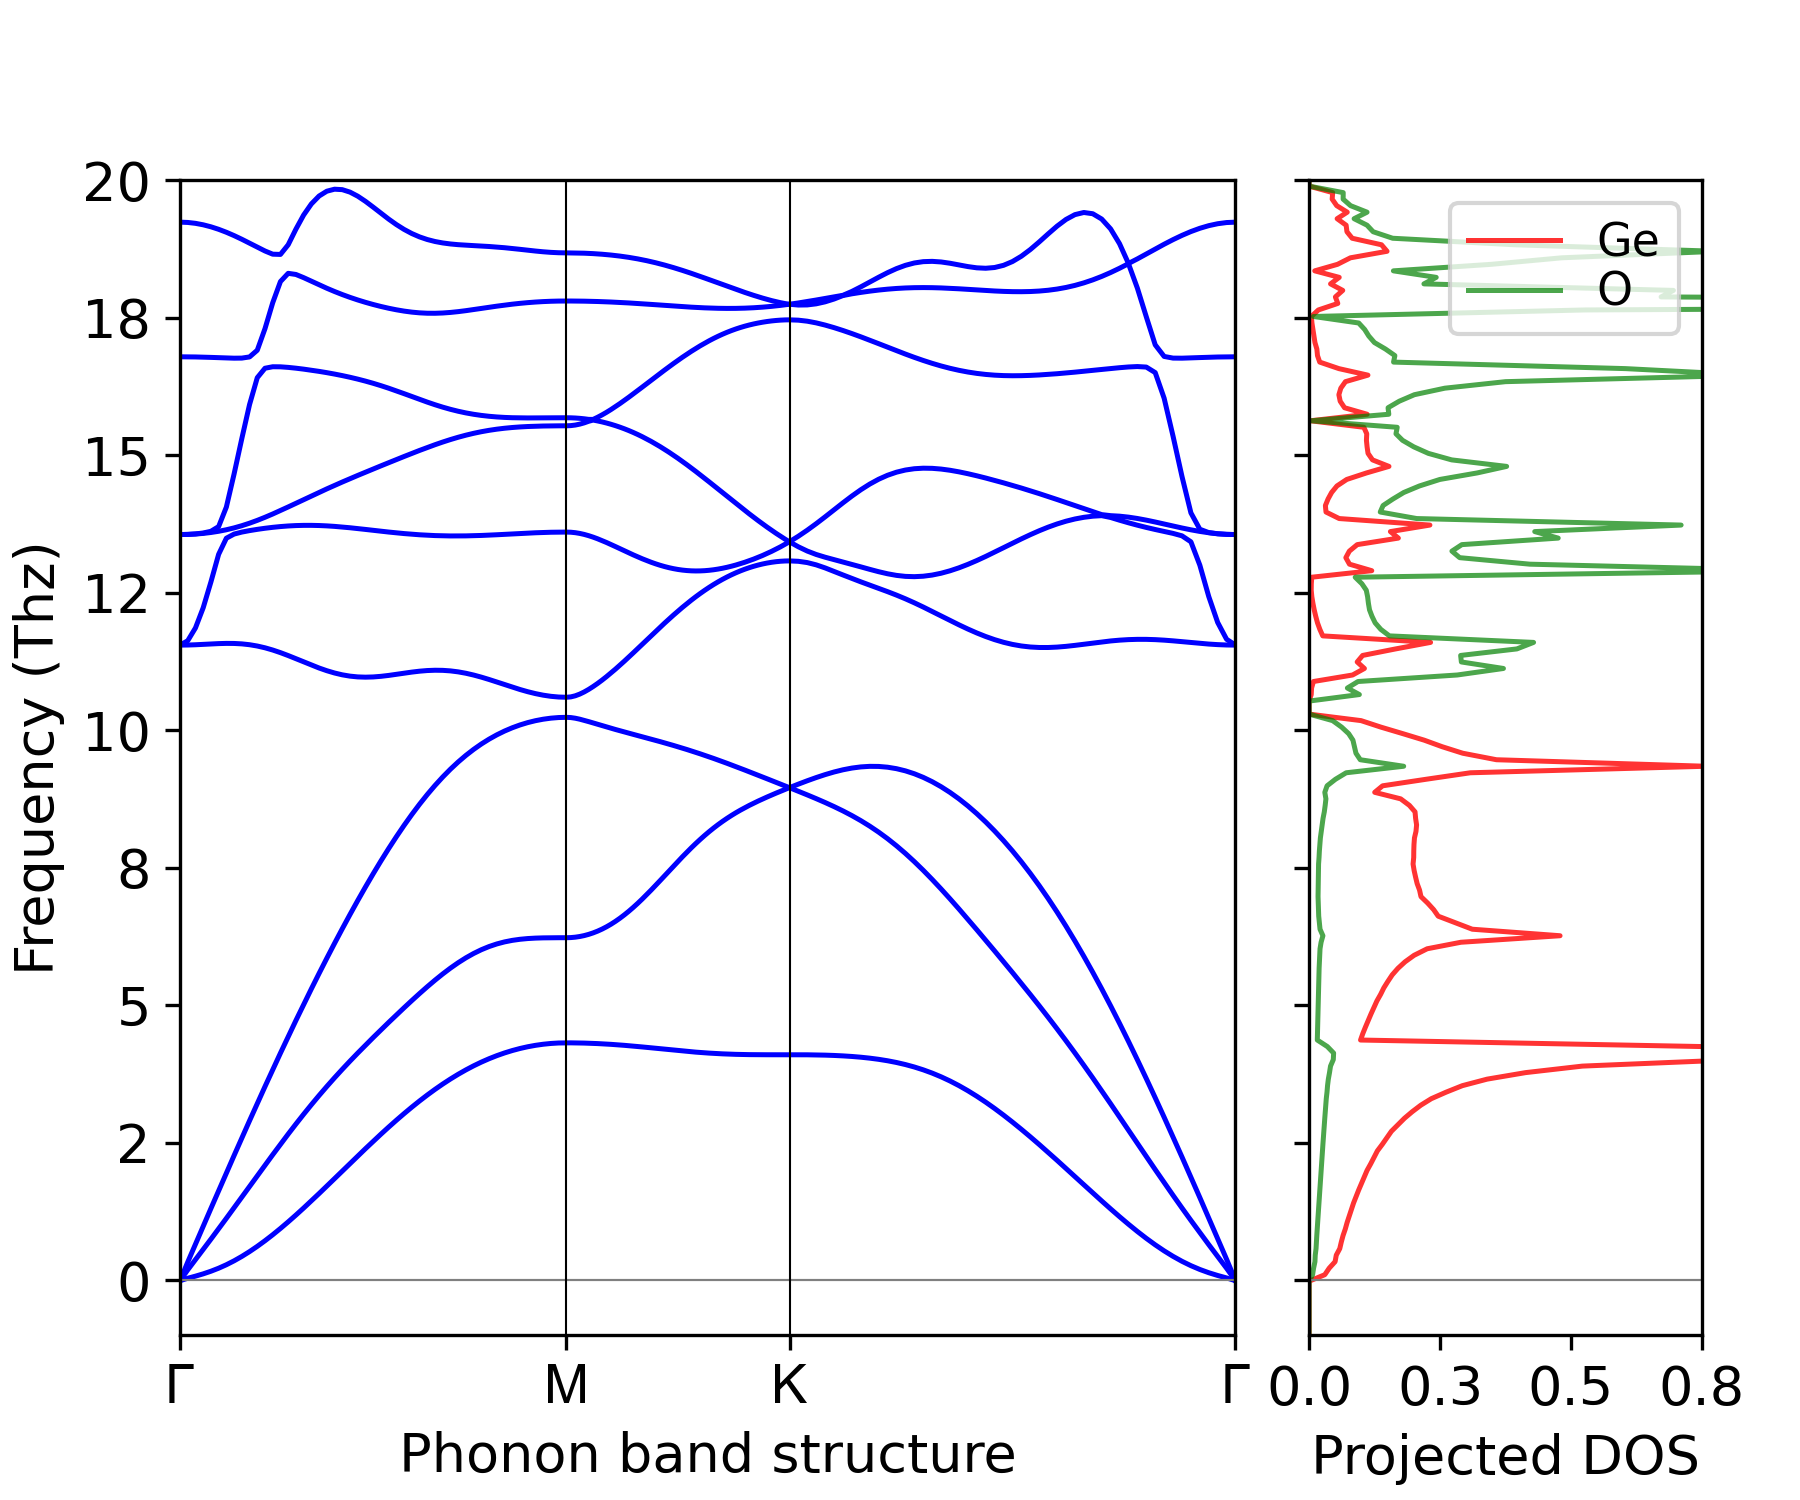 20
18
15
12
10
8
5
2
0
Frequency (Thz)
Γ M K Γ
Phonon band structure
Ge
O
0.0 0.3 0.5 0.8
Projected DOS